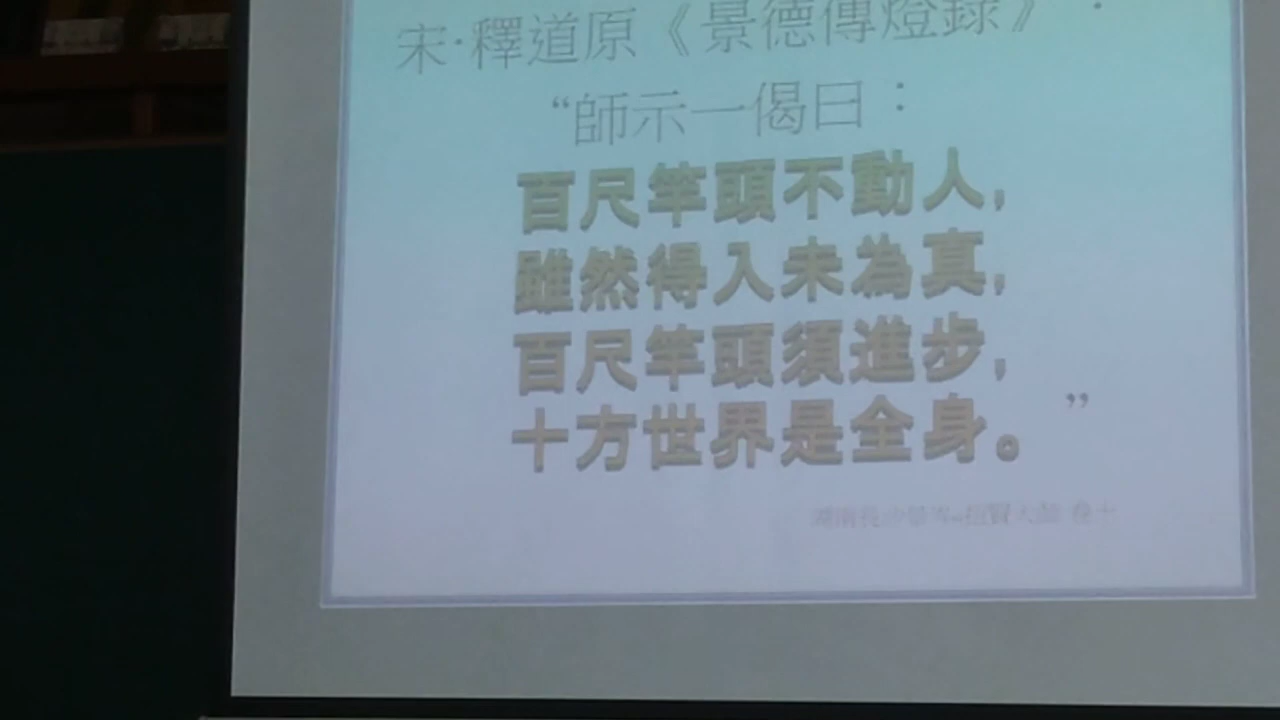 宋·釋道原《景德傳燈錄》：
“師示一偈曰：
百尺竿頭不動人，
雖然得入未為真，
百尺竿頭須進步，
十方世界是全身。”